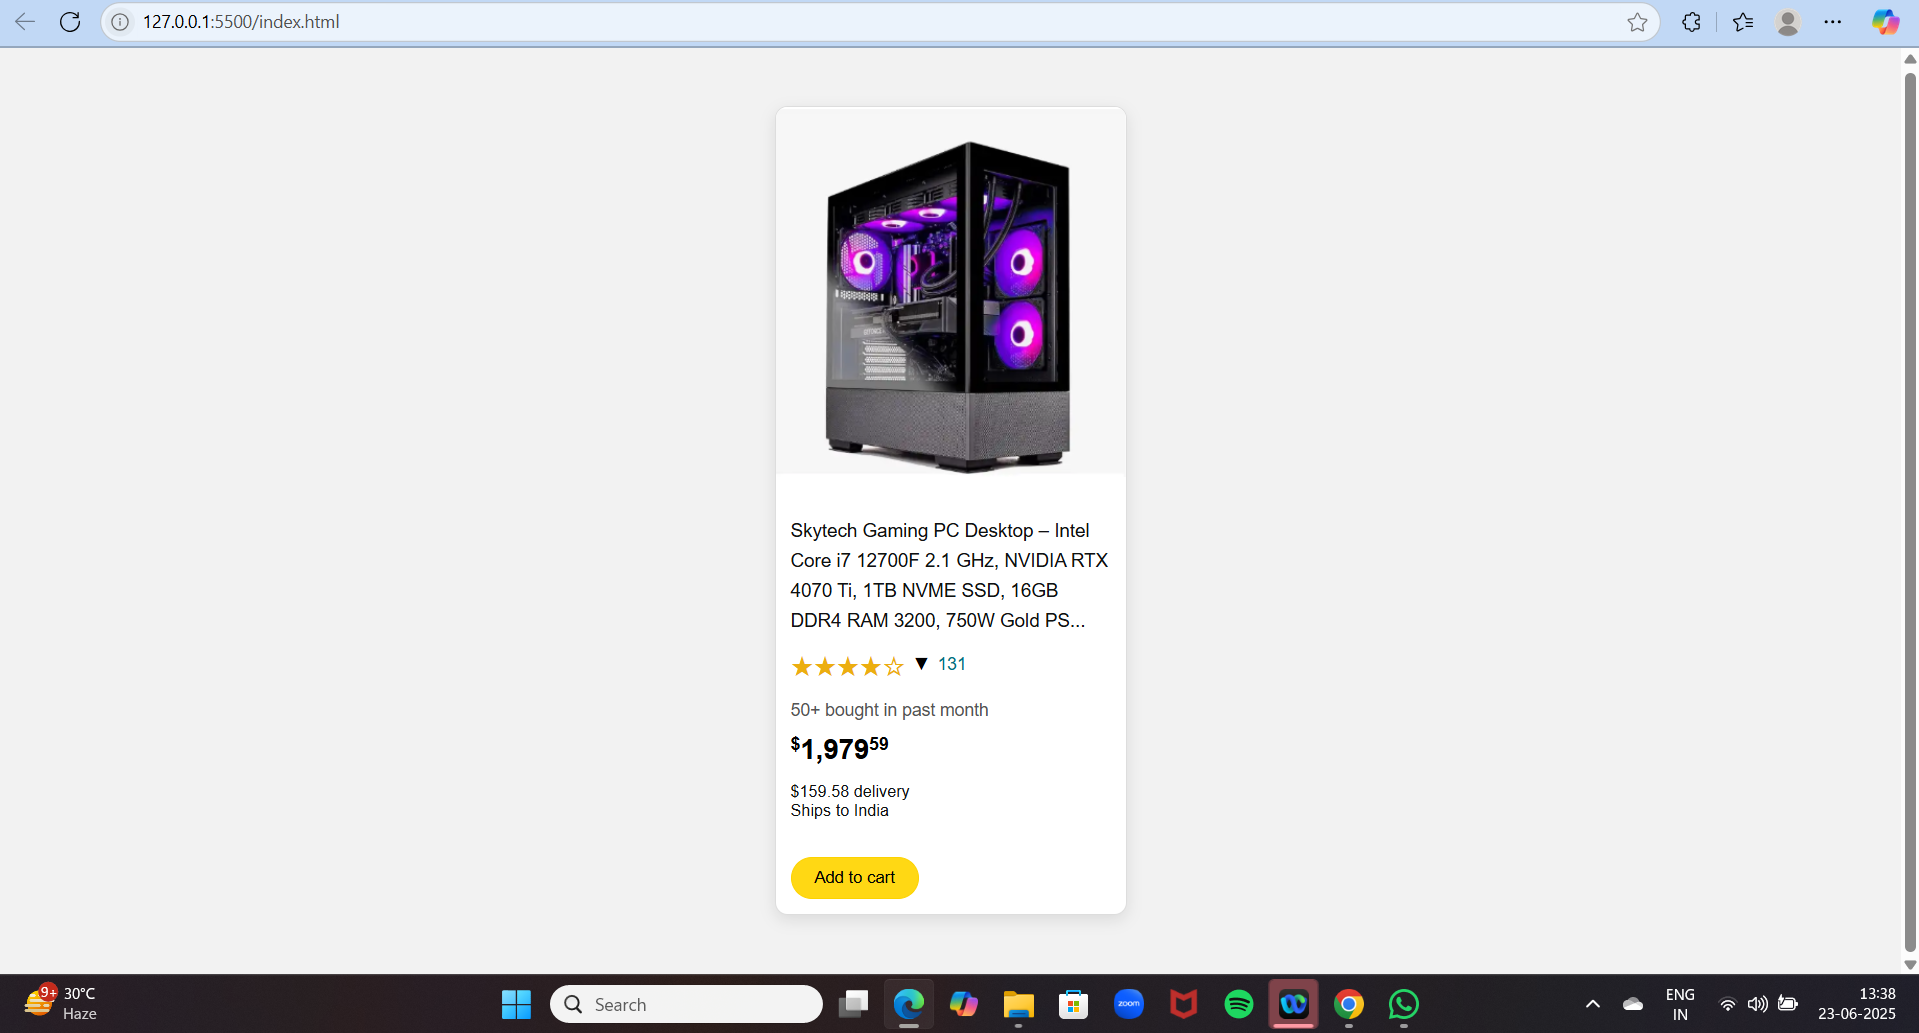 127.0.0.1:5500/index.html
Skytech Gaming PC Desktop – Intel
Core i7 12700F 2.1 GHz, NVIDIA RTX
4070 Ti, 1TB NVME SSD, 16GB
DDR4 RAM 3200, 750W Gold PS...
★★★★☆ ▼ 131
50+ bought in past month
$1,97959
$159.58 delivery
Ships to India
Add to cart
9+
30°C
Haze
Search
zoom
ENG
IN
13:38
23-06-2025